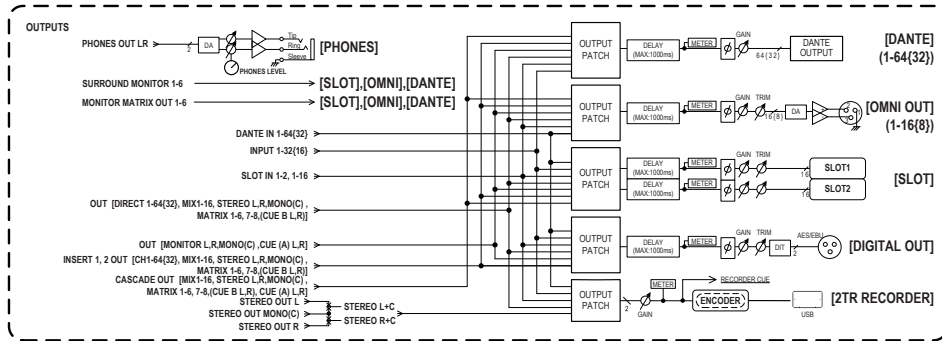 OUTPUTS
PHONES OUT LR
2
DA
Tip
Ring
Sleeve
[PHONES]
PHONES LEVEL
SURROUND MONITOR 1-6
[SLOT],[OMNI],[DANTE]
MONITOR MATRIX OUT 1-6
[SLOT],[OMNI],[DANTE]
DANTE IN 1-64{32}
INPUT 1-32{16}
SLOT IN 1-2, 1-16
OUT [DIRECT 1-64{32}, MIX1-16, STEREO L,R,MONO(C) ,
MATRIX 1-6, 7-8,(CUE B L,R)]
OUT [MONITOR L,R,MONO(C) ,CUE (A) L,R]
INSERT 1, 2 OUT [CH1-64{32}, MIX1-16, STEREO L,R,MONO(C) ,
MATRIX 1-6, 7-8,(CUE B L,R)]
CASCADE OUT [MIX1-16, STEREO L,R,MONO(C) ,
MATRIX 1-6, 7-8,(CUE B L,R), CUE (A) L,R]
STEREO OUT L
STEREO OUT MONO(C)
STEREO OUT R
STEREO L+C
STEREO R+C
OUTPUT
PATCH
DELAY
(MAX:1000ms)
METER
ϕ
GAIN
64{32}
DANTE
OUTPUT
[DANTE]
(1-64{32})
OUTPUT
PATCH
DELAY
(MAX:1000ms)
METER
ϕ
GAIN TRIM
16{8}
DA
2
3
1
[OMNI OUT]
(1-16{8})
OUTPUT
PATCH
DELAY
(MAX:1000ms)
METER
ϕ
GAIN TRIM
16
SLOT1
DELAY
(MAX:1000ms)
METER
ϕ
16
SLOT2
[SLOT]
OUTPUT
PATCH
DELAY
(MAX:1000ms)
METER
ϕ
GAIN TRIM
DIT
2
AES/EBU
[DIGITAL OUT]
OUTPUT
PATCH
2
GAIN
METER
RECORDER CUE
ENCODER
USB
[2TR RECORDER]